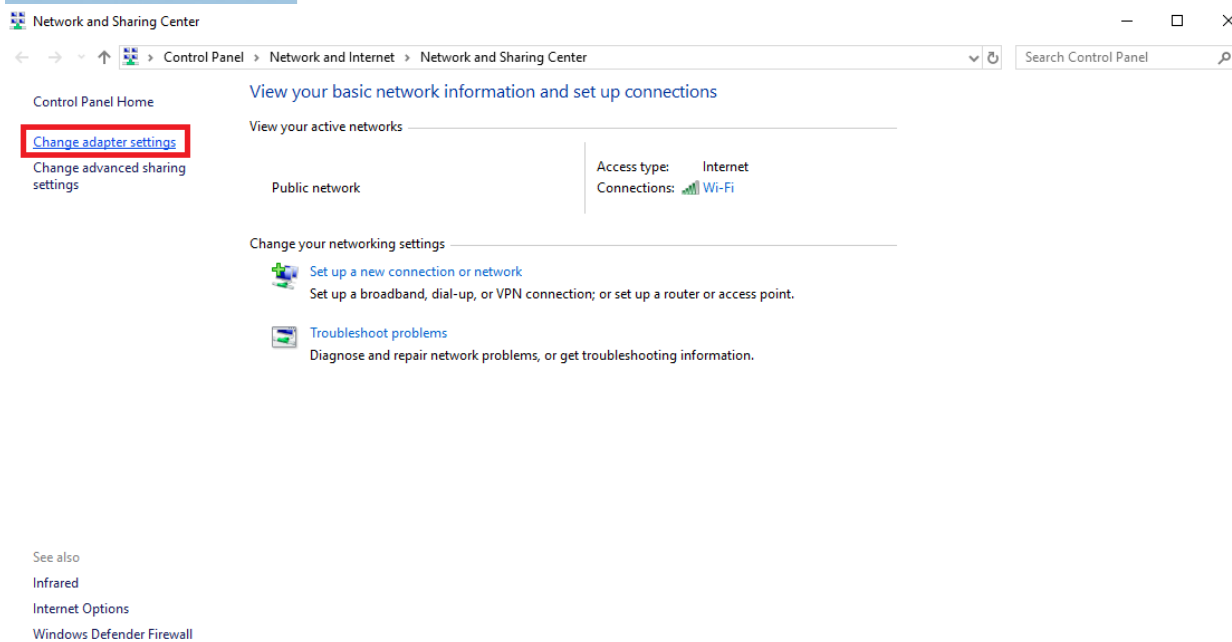 Network and Sharing Center
Control Panel > Network and Internet > Network and Sharing Center
Search Control Panel
Control Panel Home
Change adapter settings
Change advanced sharing
settings
View your basic network information and set up connections
View your active networks
Public network
Access type: Internet
Connections: Wi-Fi
Change your networking settings
Set up a new connection or network
Set up a broadband, dial-up, or VPN connection; or set up a router or access point.
Troubleshoot problems
Diagnose and repair network problems, or get troubleshooting information.
See also
Infrared
Internet Options
Windows Defender Firewall